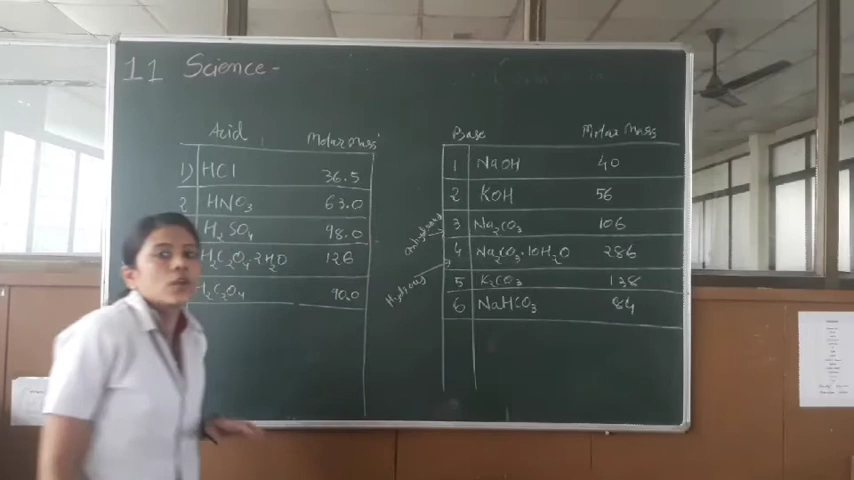 11 Science-
Acid Molar Mass
1) HCl 36.5
2 HNO₃ 63.0
H₂SO₄ 98.0
H₂C₂O₄·2H₂O 126
H₂C₂O₄ 90.0
Base Molar Mass
1 NaOH 40
2 KOH 56
3 Na₂CO₃ 106
Anhydrous
4 Na₂CO₃·10H₂O 286
Hydrous
5 K₂CO₃ 138
6 NaHCO₃ 84